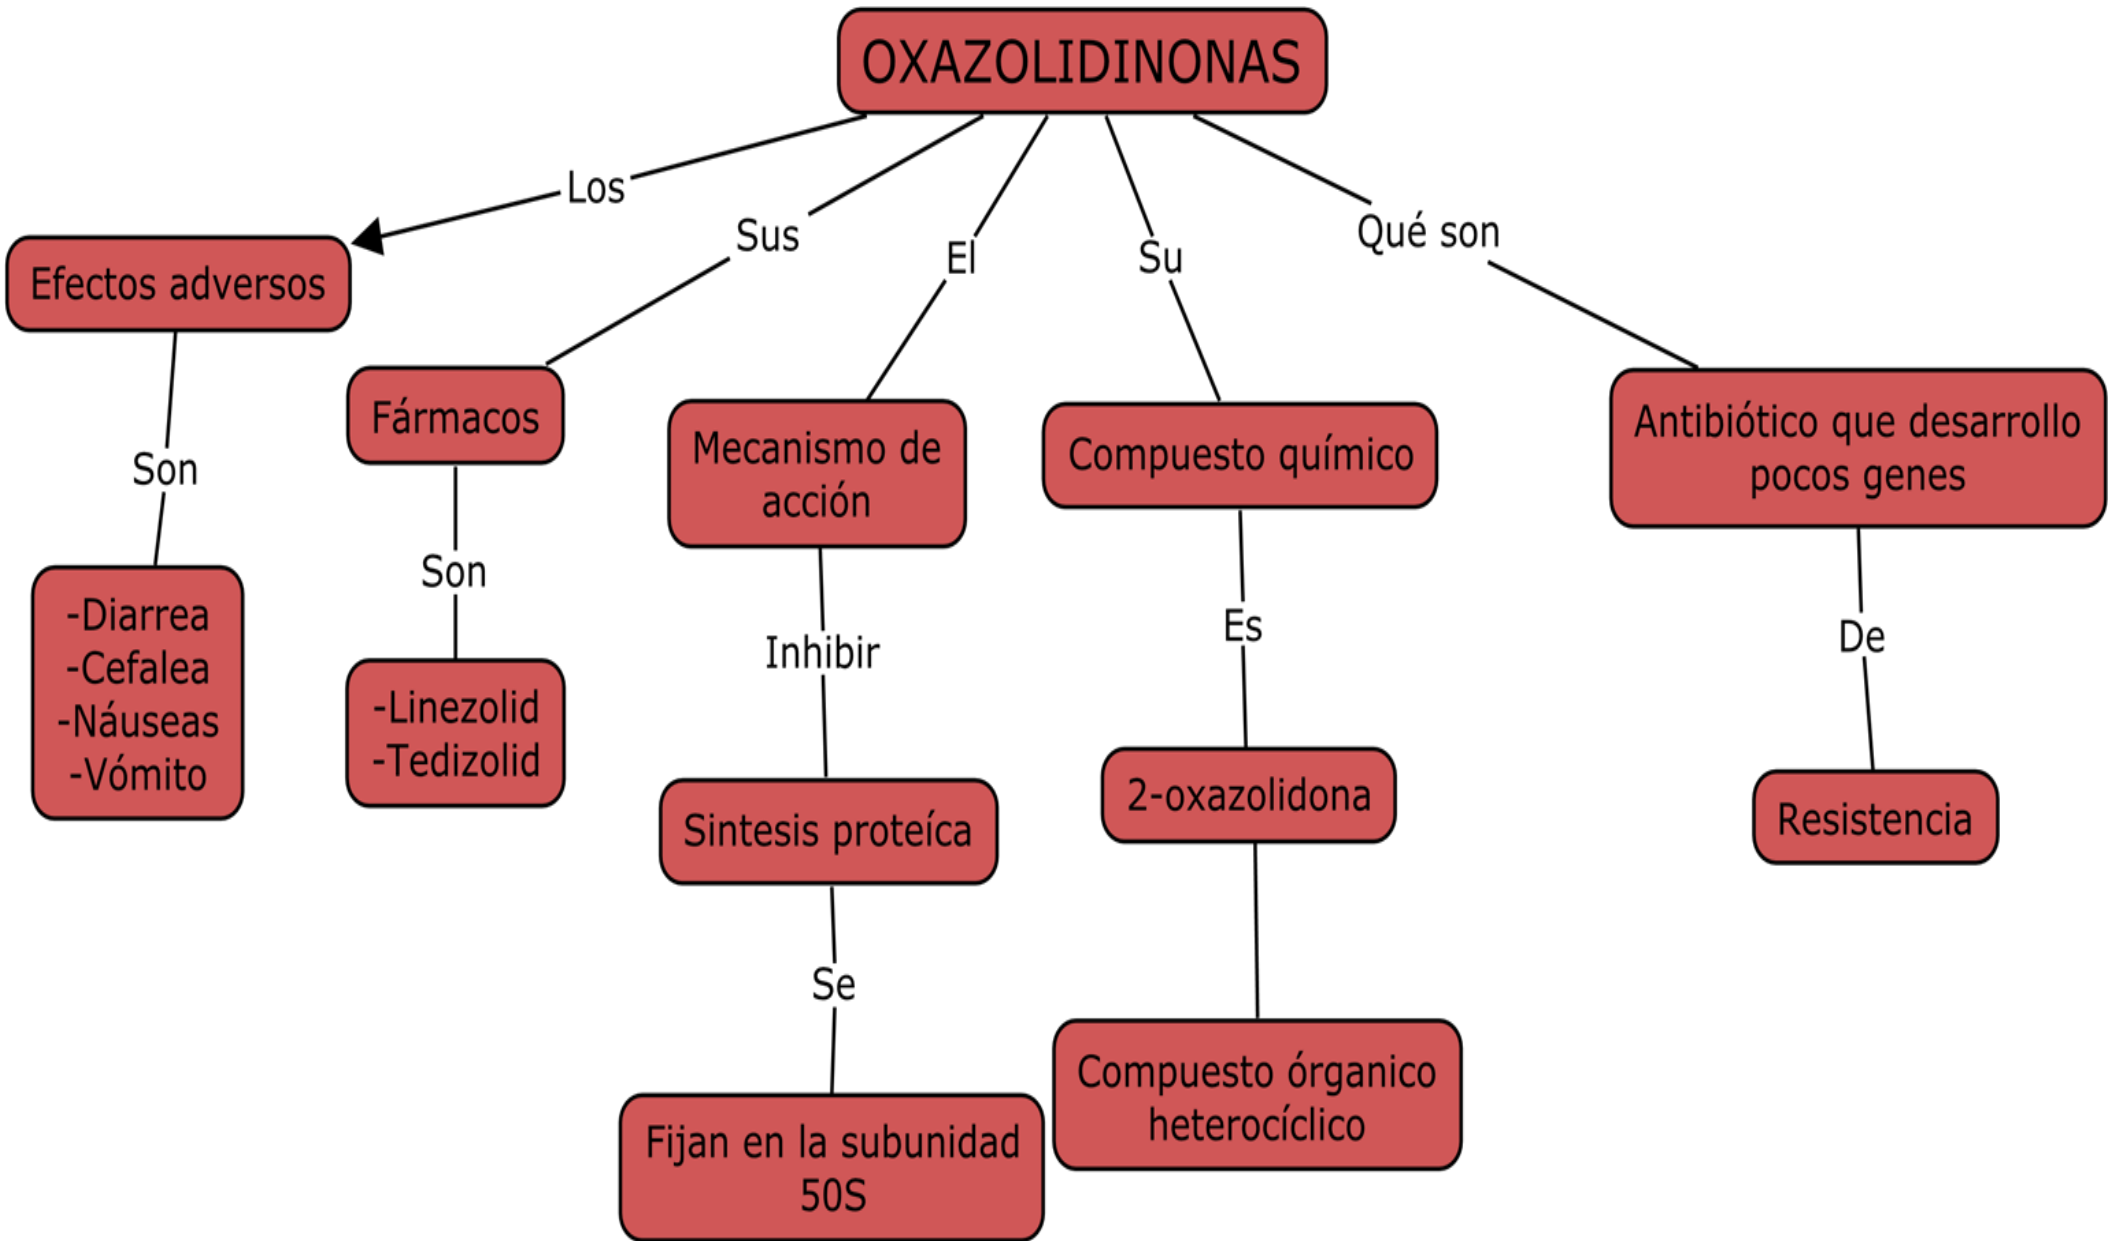 OXAZOLIDINONAS
Los
Efectos adversos
Son
-Diarrea
-Cefalea
-Náuseas
-Vómito
Sus
Fármacos
Son
-Linezolid
-Tedizolid
El
Mecanismo de
acción
Inhibir
Sintesis proteíca
Se
Fijan en la subunidad
50S
Su
Compuesto químico
Es
2-oxazolidona
Compuesto órganico
heterocíclico
Qué son
Antibiótico que desarrollo
pocos genes
De
Resistencia